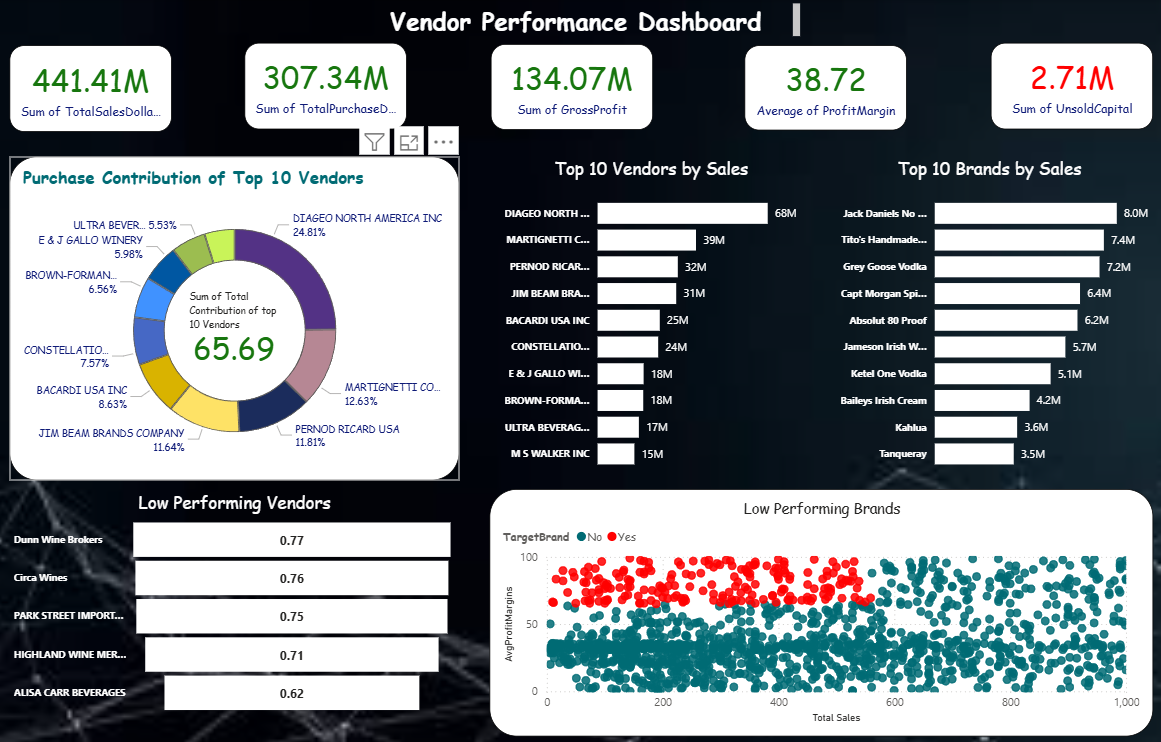 Vendor Performance Dashboard
441.41M
Sum of TotalSalesDolla...
307.34M
Sum of TotalPurchaseD...
134.07M
Sum of GrossProfit
38.72
Average of ProfitMargin
2.71M
Sum of UnsoldCapital
Purchase Contribution of Top 10 Vendors
DIAGEO NORTH AMERICA INC
24.81%
MARTIGNETTI CO...
12.63%
PERNOD RICARD USA
11.81%
JIM BEAM BRANDS COMPANY
11.64%
BACARDI USA INC
8.63%
CONSTELLATIO...
7.57%
BROWN-FORMAN...
6.56%
E & J GALLO WINERY
5.98%
ULTRA BEVER... 5.53%
Sum of Total
Contribution of top
10 Vendors
65.69
Top 10 Vendors by Sales
DIAGEO NORTH ... 68M
MARTIGNETTI C... 39M
PERNOD RICAR... 32M
JIM BEAM BRA... 31M
BACARDI USA INC 25M
CONSTELLATIO... 24M
E & J GALLO WI... 18M
BROWN-FORMA... 18M
ULTRA BEVERAG... 17M
M S WALKER INC 15M
Top 10 Brands by Sales
Jack Daniels No ... 8.0M
Tito's Handmade... 7.4M
Grey Goose Vodka 7.2M
Capt Morgan Spi... 6.4M
Absolut 80 Proof 6.2M
Jameson Irish W... 5.7M
Ketel One Vodka 5.1M
Baileys Irish Cream 4.2M
Kahlua 3.6M
Tanqueray 3.5M
Low Performing Vendors
Dunn Wine Brokers 0.77
Circa Wines 0.76
PARK STREET IMPORT... 0.75
HIGHLAND WINE MER... 0.71
ALISA CARR BEVERAGES 0.62
Low Performing Brands
TargetBrand No Yes
AvgProfitMargins
100
50
0
0 200 400 600 800 1,000
Total Sales